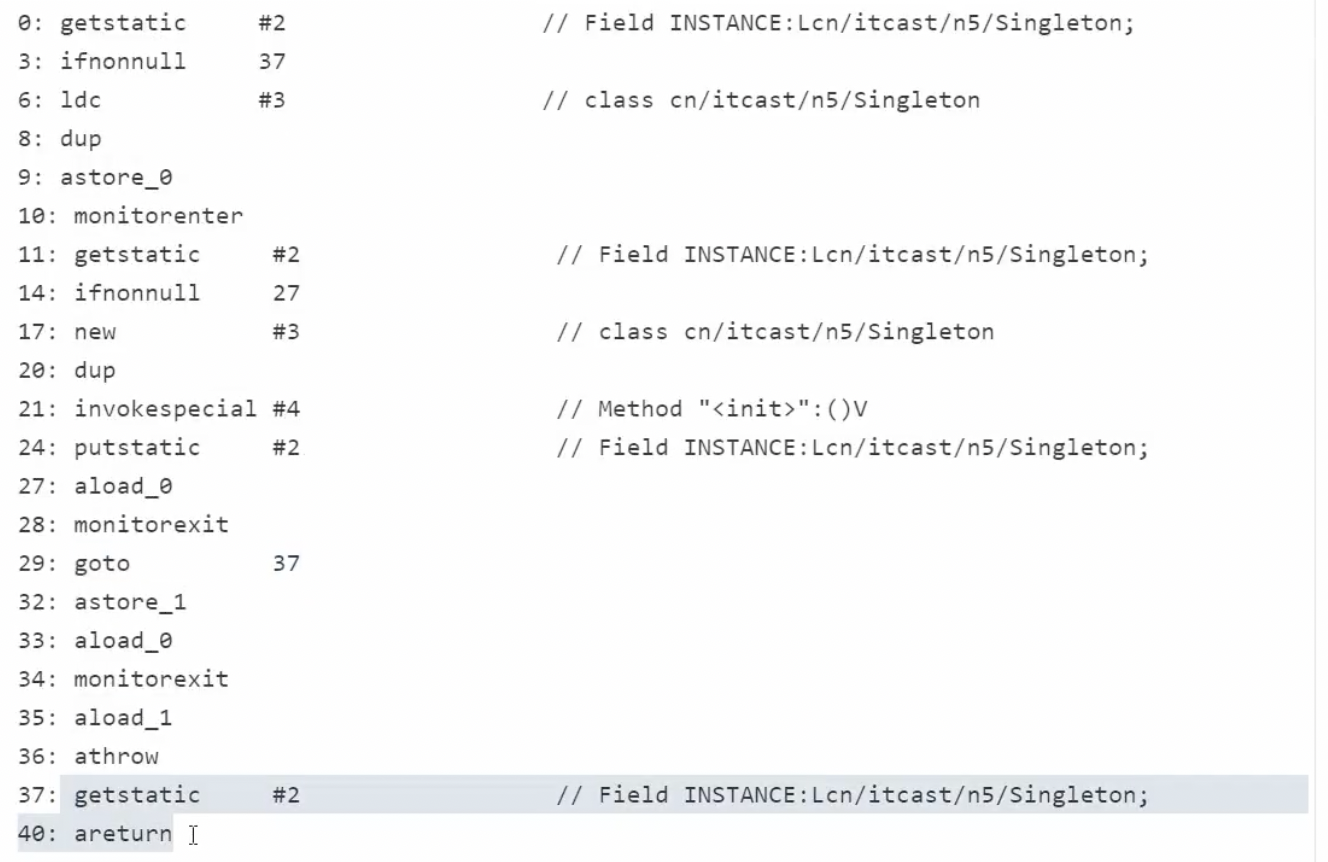 0: getstatic #2 // Field INSTANCE:Lcn/itcast/n5/Singleton;
3: ifnonnull 37
6: ldc #3 // class cn/itcast/n5/Singleton
8: dup
9: astore_0
10: monitorenter
11: getstatic #2 // Field INSTANCE:Lcn/itcast/n5/Singleton;
14: ifnonnull 27
17: new #3 // class cn/itcast/n5/Singleton
20: dup
21: invokespecial #4 // Method "<init>":()V
24: putstatic #2 // Field INSTANCE:Lcn/itcast/n5/Singleton;
27: aload_0
28: monitorexit
29: goto 37
32: astore_1
33: aload_0
34: monitorexit
35: aload_1
36: athrow
37: getstatic #2 // Field INSTANCE:Lcn/itcast/n5/Singleton;
40: areturn